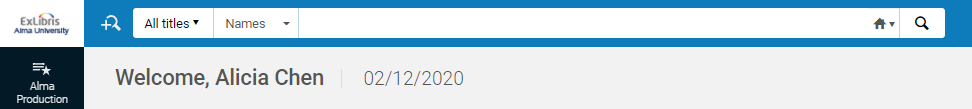 ExLibris
Alma University
All titles
Names
Alma
Production
Welcome, Alicia Chen
02/12/2020